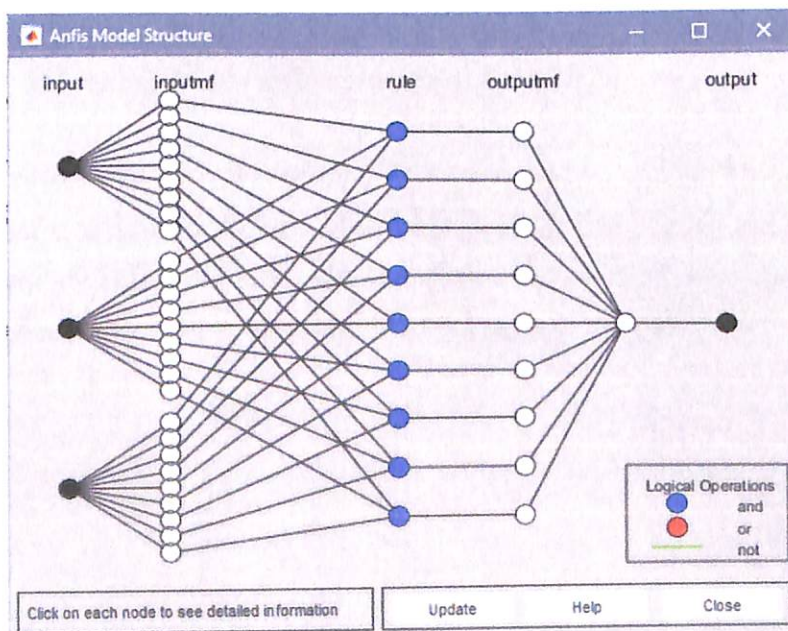 Anfis Model Structure
input inputmf rule outputmf output
Logical Operations
and
or
not
Click on each node to see detailed information
Update Help Close